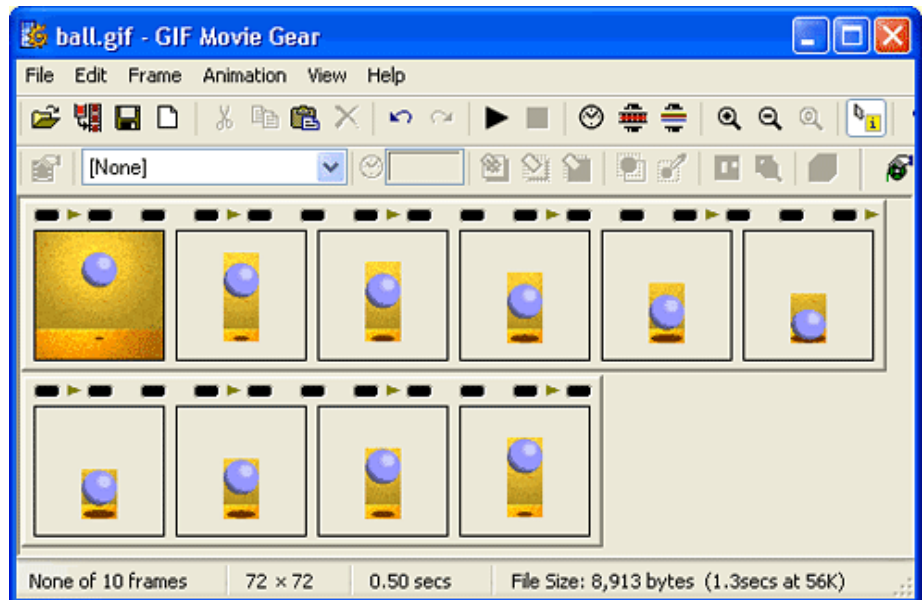 ball.gif - GIF Movie Gear
File Edit Frame Animation View Help
[None]
None of 10 frames 72 × 72 0.50 secs File Size: 8,913 bytes (1.3secs at 56K)